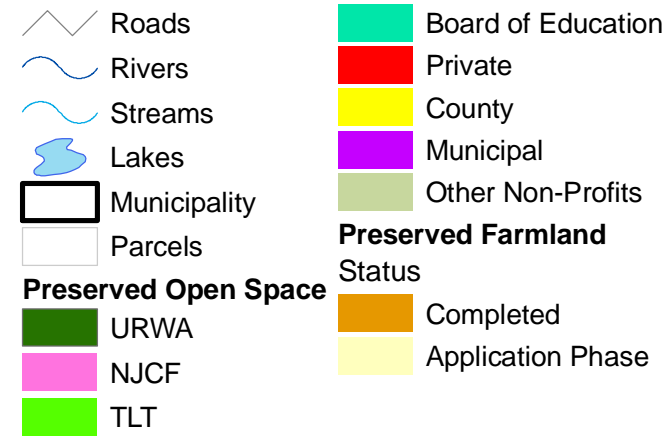 Roads
Rivers
Streams
Lakes
Municipality
Parcels
Preserved Open Space
URWA
NJCF
TLT
Board of Education
Private
County
Municipal
Other Non-Profits
Preserved Farmland
Status
Completed
Application Phase